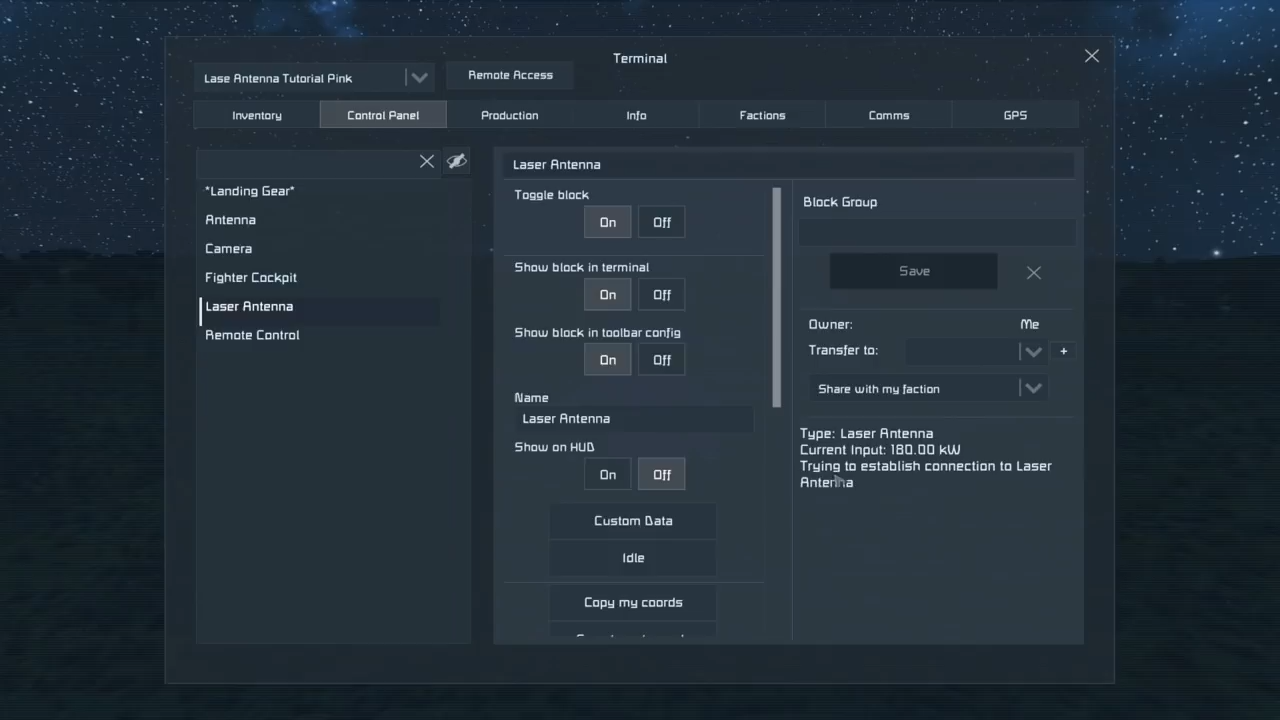 Terminal
Lase Antenna Tutorial Pink
Remote Access
Inventory
Control Panel
Production
Info
Factions
Comms
GPS
*Landing Gear*
Antenna
Camera
Fighter Cockpit
Laser Antenna
Remote Control
Laser Antenna
Toggle block
On Off
Show block in terminal
On Off
Show block in toolbar config
On Off
Name
Laser Antenna
Show on HUD
On Off
Custom Data
Idle
Copy my coords
Block Group
Save
Owner: Me
Transfer to:
+
Share with my faction
Type: Laser Antenna
Current Input: 180.00 kW
Trying to establish connection to Laser
Antenna